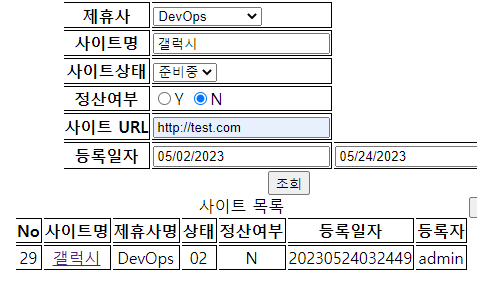 제휴사 DevOps
사이트명 갤럭시
사이트상태 준비중
정산여부 Y N
사이트 URL http://test.com
등록일자 05/02/2023 05/24/2023
조회
사이트 목록
No 사이트명 제휴사명 상태 정산여부 등록일자 등록자
29 갤럭시 DevOps 02 N 20230524032449 admin